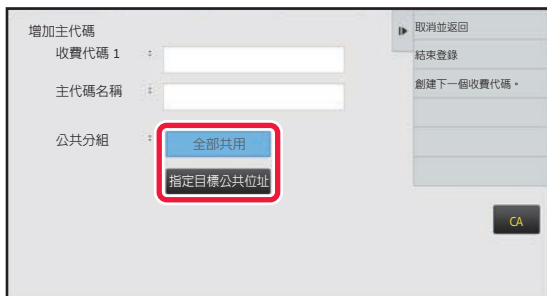 增加主代碼
收費代碼 1 :
主代碼名稱 :
公共分組 :
全部共用
指定目標公共位址
取消並返回
結束登錄
創建下一個收費代碼。
CA